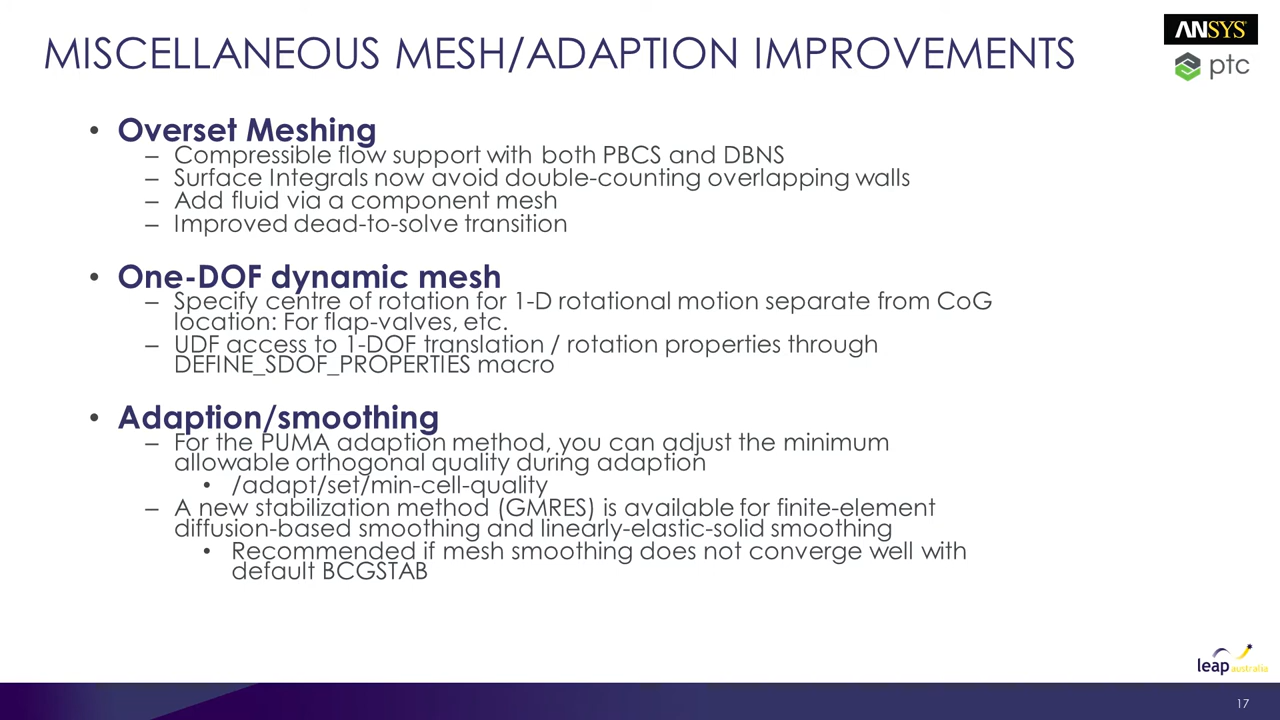 MISCELLANEOUS MESH/ADAPTION IMPROVEMENTS
ANSYS®
ptc
• Overset Meshing
– Compressible flow support with both PBCS and DBNS
– Surface Integrals now avoid double-counting overlapping walls
– Add fluid via a component mesh
– Improved dead-to-solve transition
• One-DOF dynamic mesh
– Specify centre of rotation for 1-D rotational motion separate from CoG
location: For flap-valves, etc.
– UDF access to 1-DOF translation / rotation properties through
DEFINE_SDOF_PROPERTIES macro
• Adaption/smoothing
– For the PUMA adaption method, you can adjust the minimum
allowable orthogonal quality during adaption
• /adapt/set/min-cell-quality
– A new stabilization method (GMRES) is available for finite-element
diffusion-based smoothing and linearly-elastic-solid smoothing
• Recommended if mesh smoothing does not converge well with
default BCGSTAB
leap australia
17